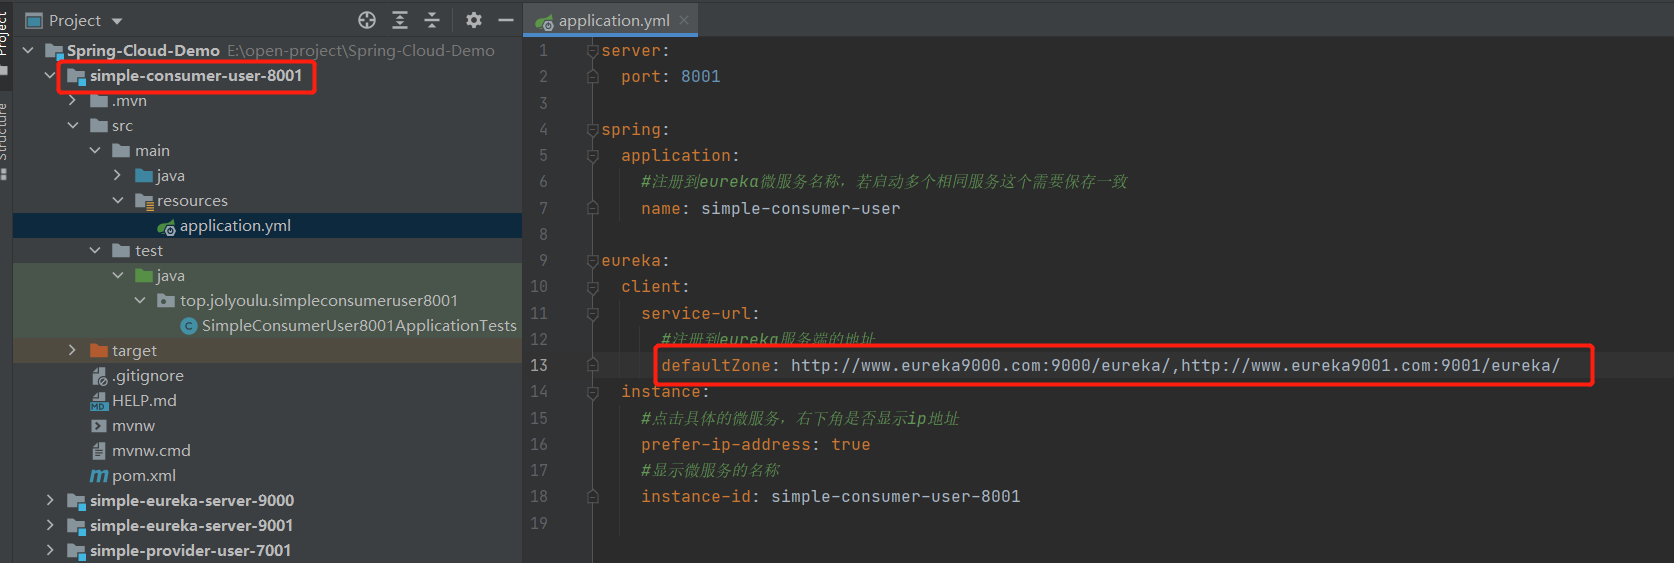 Project
Spring-Cloud-Demo E:\open-project\Spring-Cloud-Demo
simple-consumer-user-8001
.mvn
src
main
java
resources
application.yml
test
java
top.jolyoulu.simpleconsumeruser8001
SimpleConsumerUser8001ApplicationTests
target
.gitignore
HELP.md
mvnw
mvnw.cmd
pom.xml
simple-eureka-server-9000
simple-eureka-server-9001
simple-provider-user-7001
Project
Structure
application.yml
1 server:
2 port: 8001
3
4 spring:
5 application:
6 #注册到eureka微服务名称，若启动多个相同服务这个需要保存一致
7 name: simple-consumer-user
8
9 eureka:
10 client:
11 service-url:
12 #注册到eureka服务端的地址
13 defaultZone: http://www.eureka9000.com:9000/eureka/,http://www.eureka9001.com:9001/eureka/
14 instance:
15 #点击具体的微服务，右下角是否显示ip地址
16 prefer-ip-address: true
17 #显示微服务的名称
18 instance-id: simple-consumer-user-8001
19